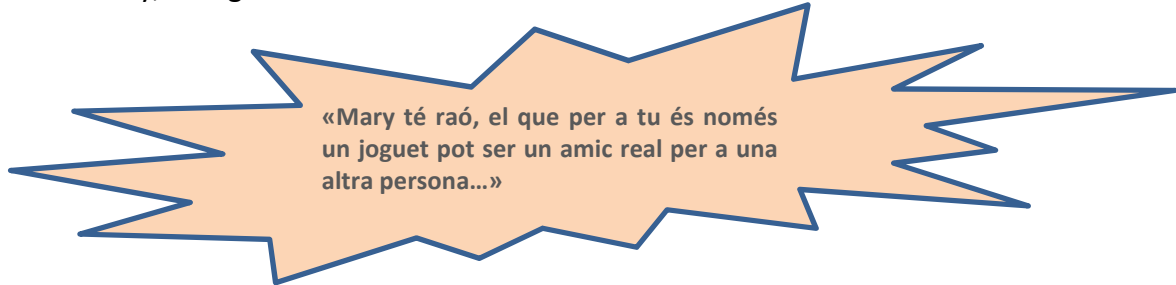 «Mary té raó, el que per a tu és només
un joguet pot ser un amic real per a una
altra persona…»